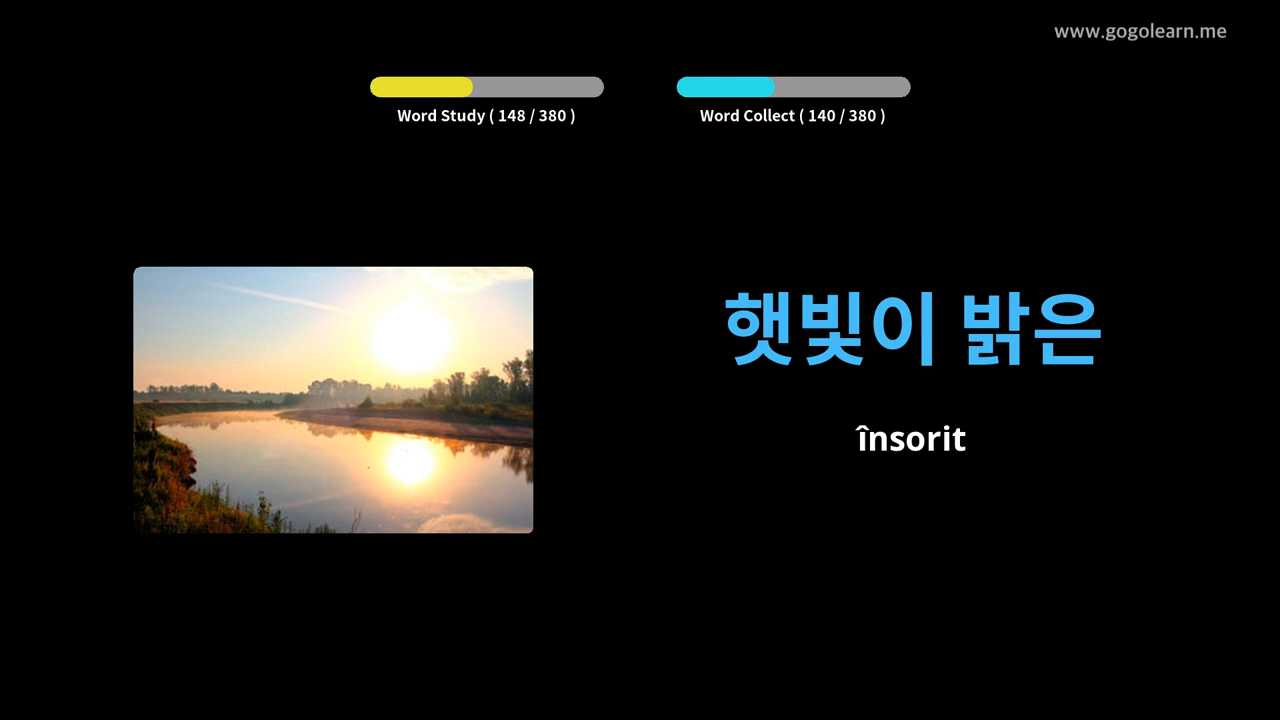 www.gogolearn.me
Word Study ( 148 / 380 )
Word Collect ( 140 / 380 )
햇빛이 밝은
însorit